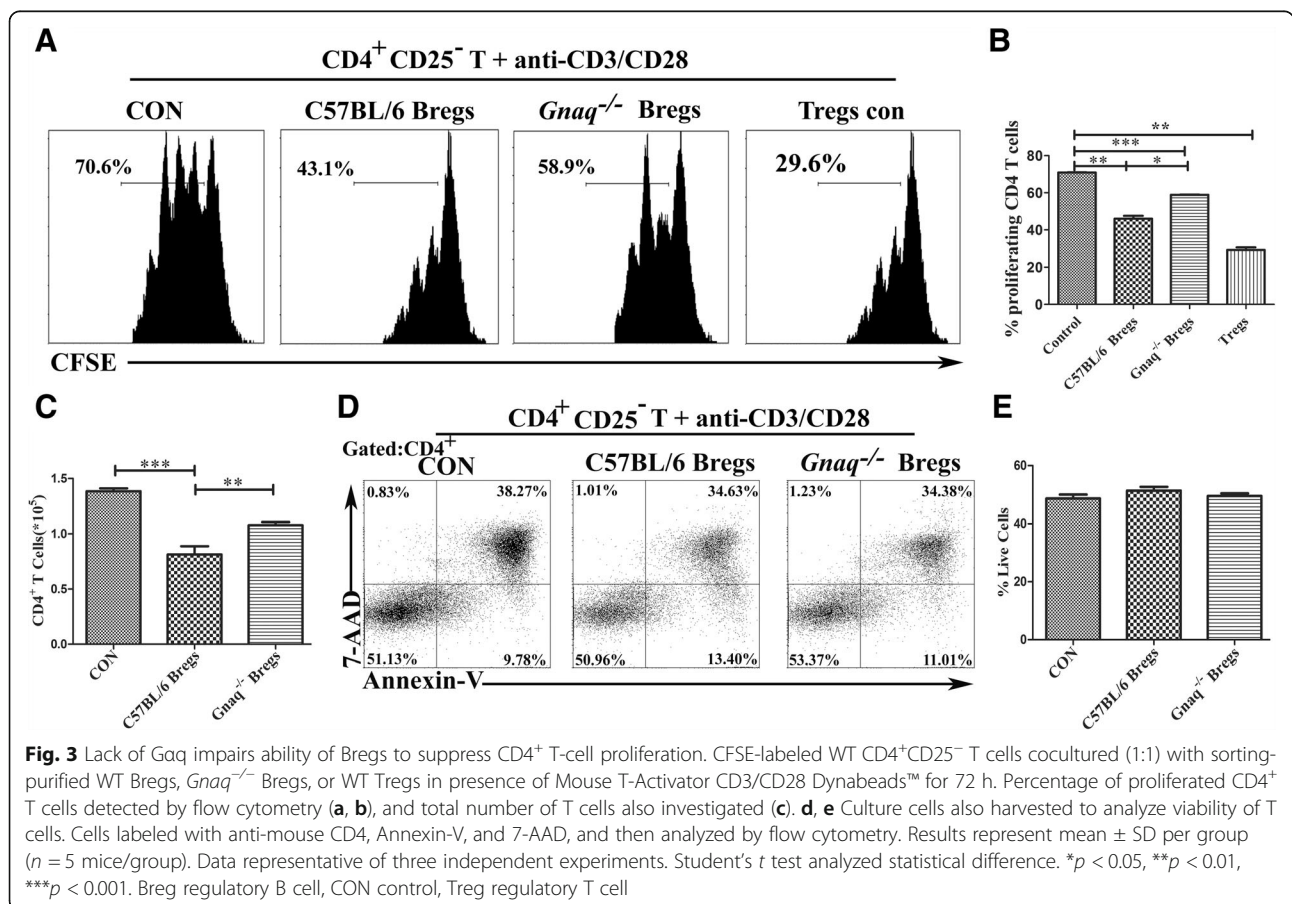 A
CD4+ CD25- T + anti-CD3/CD28
CON C57BL/6 Bregs Gnaq-/- Bregs Tregs con
70.6% 43.1% 58.9% 29.6%
CFSE
B
% proliferating CD4 T cells
80
60
40
20
0
** 
***
** *
Control C57BL/6 Bregs Gnaq-/- Bregs Tregs
C
CD4+ T Cells(*10^5)
1.5
1.0
0.5
0.0
*** **
CON C57BL/6 Bregs Gnaq-/- Bregs
D
CD4+ CD25- T + anti-CD3/CD28
Gated:CD4+
CON C57BL/6 Bregs Gnaq-/- Bregs
0.83% 38.27% 1.01% 34.63% 1.23% 34.38%
7-AAD
51.13% 9.78% 50.96% 13.40% 53.37% 11.01%
Annexin-V
E
% Live Cells
60
40
20
0
CON C57BL/6 Bregs Gnaq-/- Bregs
Fig. 3 Lack of Gαq impairs ability of Bregs to suppress CD4+ T-cell proliferation. CFSE-labeled WT CD4+CD25− T cells cocultured (1:1) with sorting-
purified WT Bregs, Gnaq−/− Bregs, or WT Tregs in presence of Mouse T-Activator CD3/CD28 Dynabeads™ for 72 h. Percentage of proliferated CD4+
T cells detected by flow cytometry (a, b), and total number of T cells also investigated (c). d, e Culture cells also harvested to analyze viability of T
cells. Cells labeled with anti-mouse CD4, Annexin-V, and 7-AAD, and then analyzed by flow cytometry. Results represent mean ± SD per group
(n = 5 mice/group). Data representative of three independent experiments. Student's t test analyzed statistical difference. *p < 0.05, **p < 0.01,
***p < 0.001. Breg regulatory B cell, CON control, Treg regulatory T cell